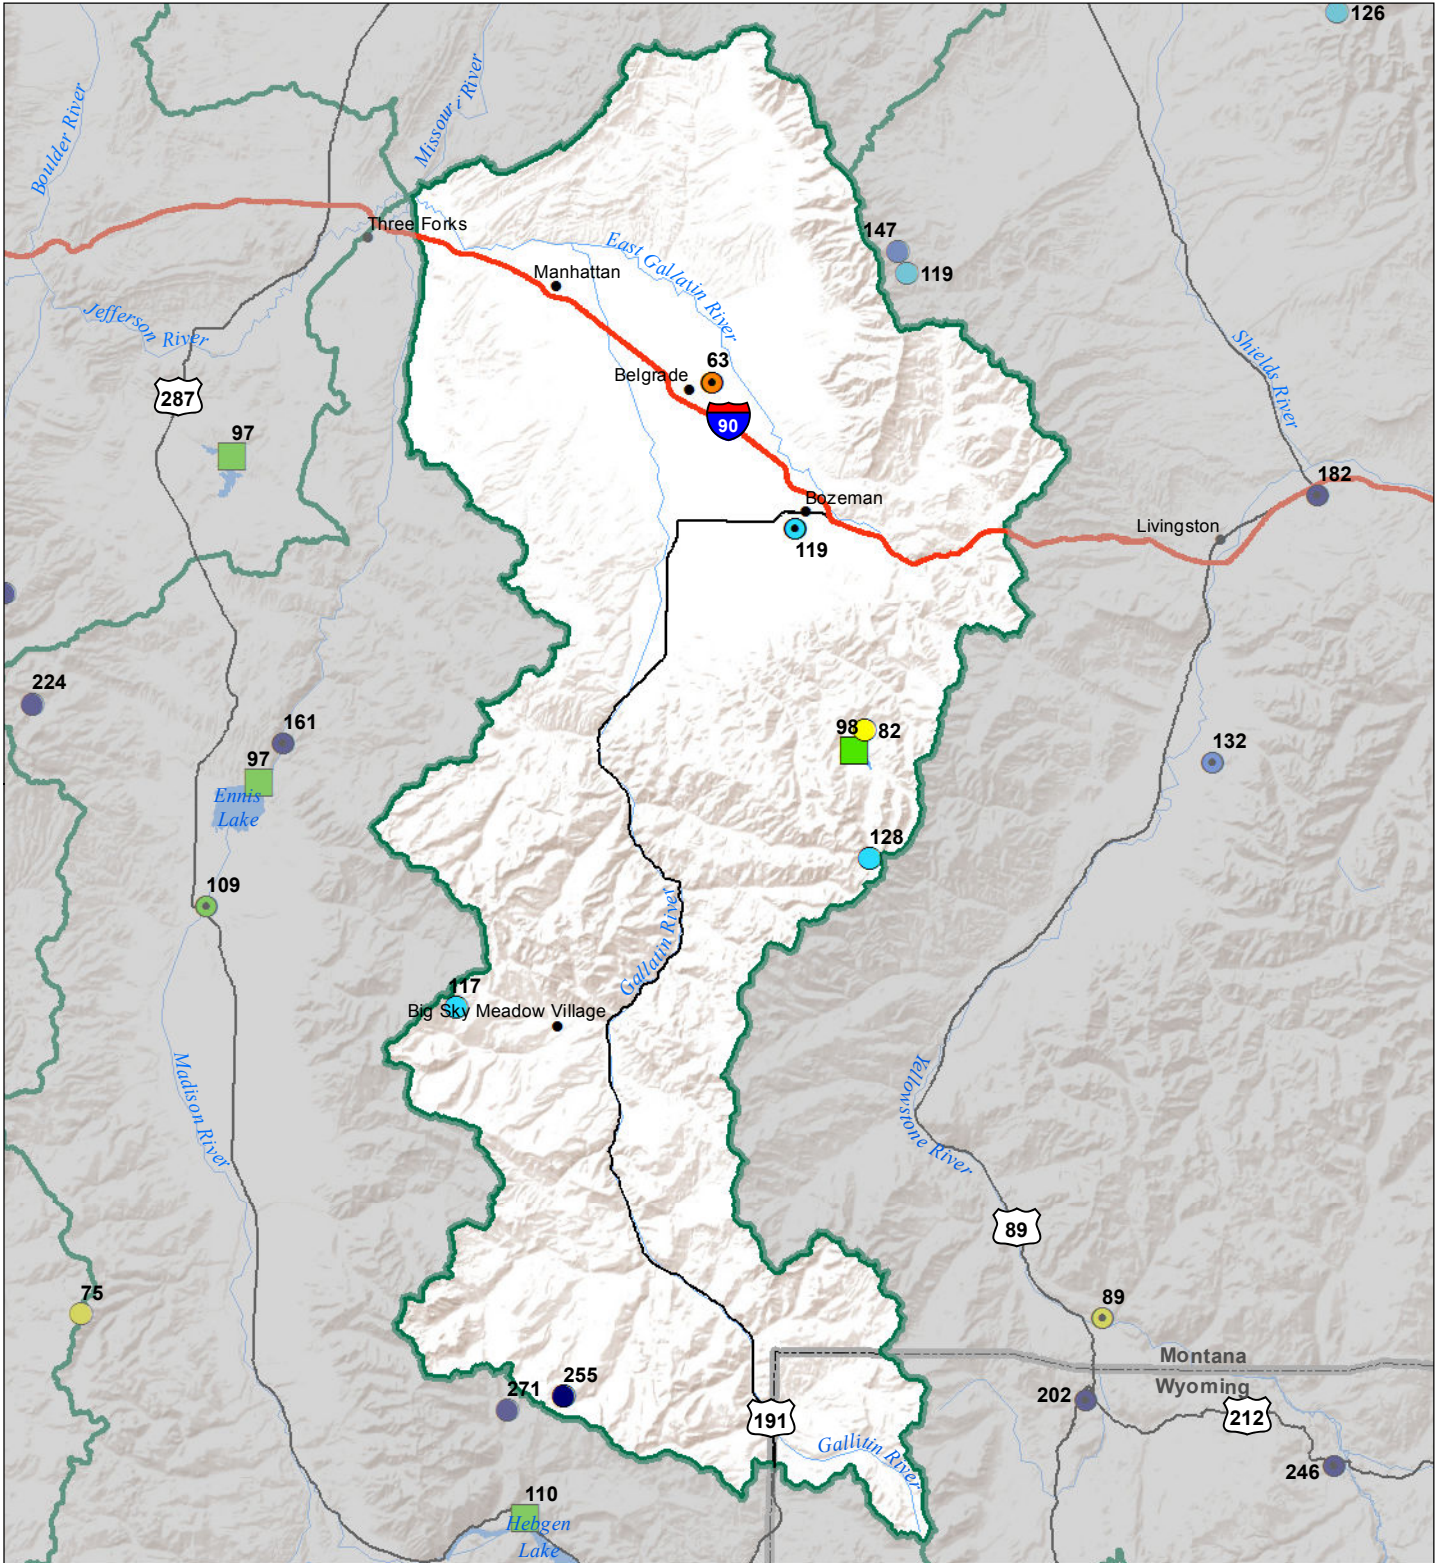 126
Boulder River
Missouri River
Three Forks
147
119
East Gallatin River
Manhattan
Jefferson River
Shields River
63
Belgrade
287
90
97
182
Bozeman
Livingston
119
224
161
98
82
132
97
Ennis
Lake
128
109
Gallatin River
117
Big Sky Meadow Village
Madison River
Yellowstone River
89
75
89
Montana
Wyoming
271
255
202
191
212
Gallitin River
246
110
Hebgen
Lake